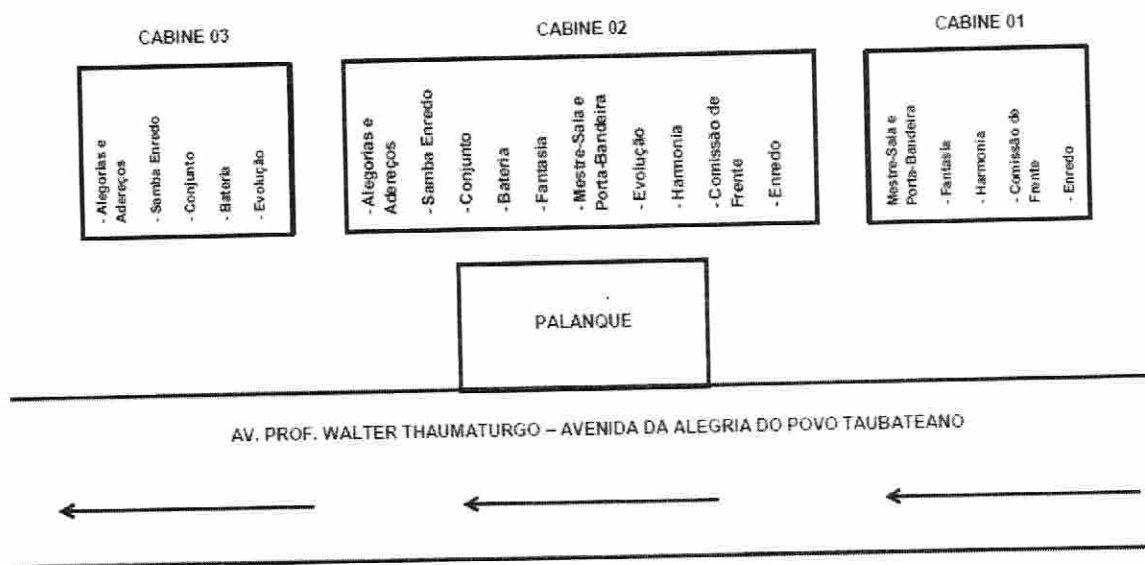 CABINE 03
- Alegorias e
Adereços
- Samba Enredo
- Conjunto
- Bateria
- Evolução
CABINE 02
- Alegorias e
Adereços
- Samba Enredo
- Conjunto
- Bateria
- Fantasia
- Mestre-Sala e
Porta-Bandeira
- Evolução
- Harmonia
- Comissão de
Frente
- Enredo
CABINE 01
Mestre-Sala e
Porta-Bandeira
- Fantasia
- Harmonia
- Comissão de
Frente
- Enredo
PALANQUE
AV. PROF. WALTER THAUMATURGO – AVENIDA DA ALEGRIA DO POVO TAUBATEANO